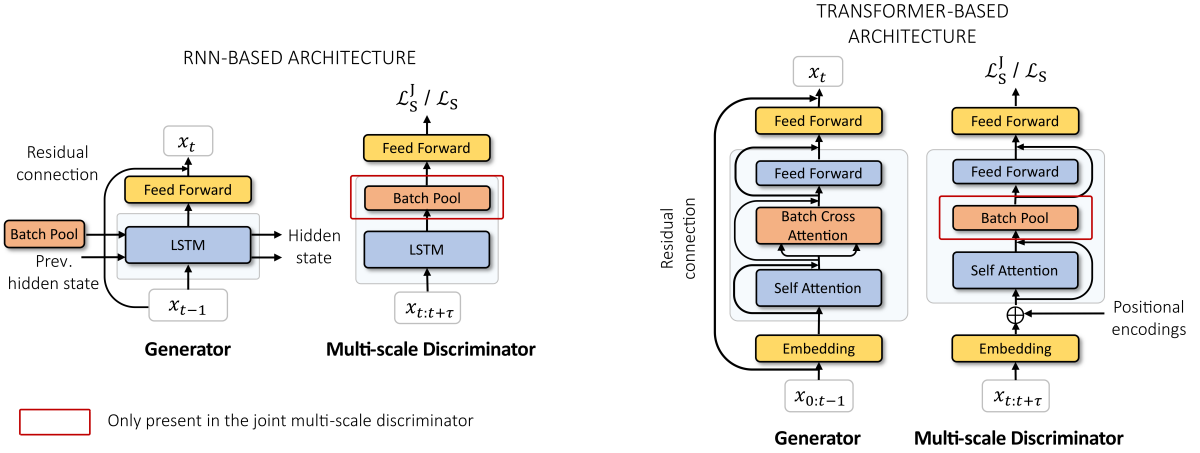 RNN-BASED ARCHITECTURE
x_t
Residual
connection
Feed Forward
Batch Pool
LSTM
Prev.
hidden state
Hidden
state
x_{t−1}
Generator
ℒ_S^J / ℒ_S
Feed Forward
Batch Pool
LSTM
x_{t:t+τ}
Multi-scale Discriminator
Only present in the joint multi-scale discriminator
TRANSFORMER-BASED
ARCHITECTURE
x_t
Feed Forward
Feed Forward
Batch Cross
Attention
Self Attention
Embedding
x_{0:t−1}
Residual
connection
Generator
ℒ_S^J / ℒ_S
Feed Forward
Feed Forward
Batch Pool
Self Attention
Positional
encodings
Embedding
x_{t:t+τ}
Multi-scale Discriminator